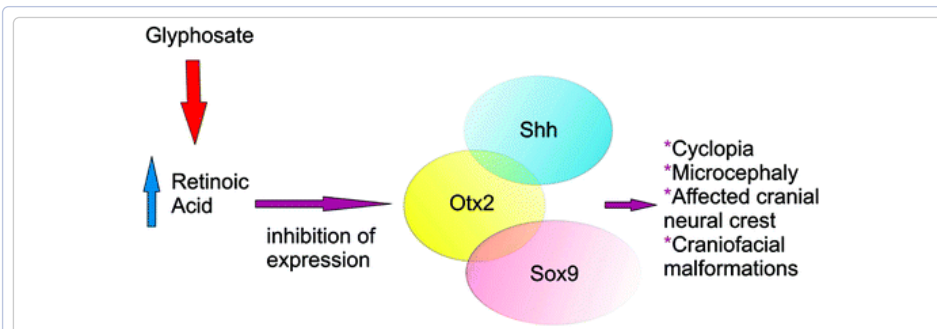 Glyphosate
Retinoic
Acid
inhibition of
expression
Shh
Otx2
Sox9
*Cyclopia
*Microcephaly
*Affected cranial
neural crest
*Craniofacial
malformations